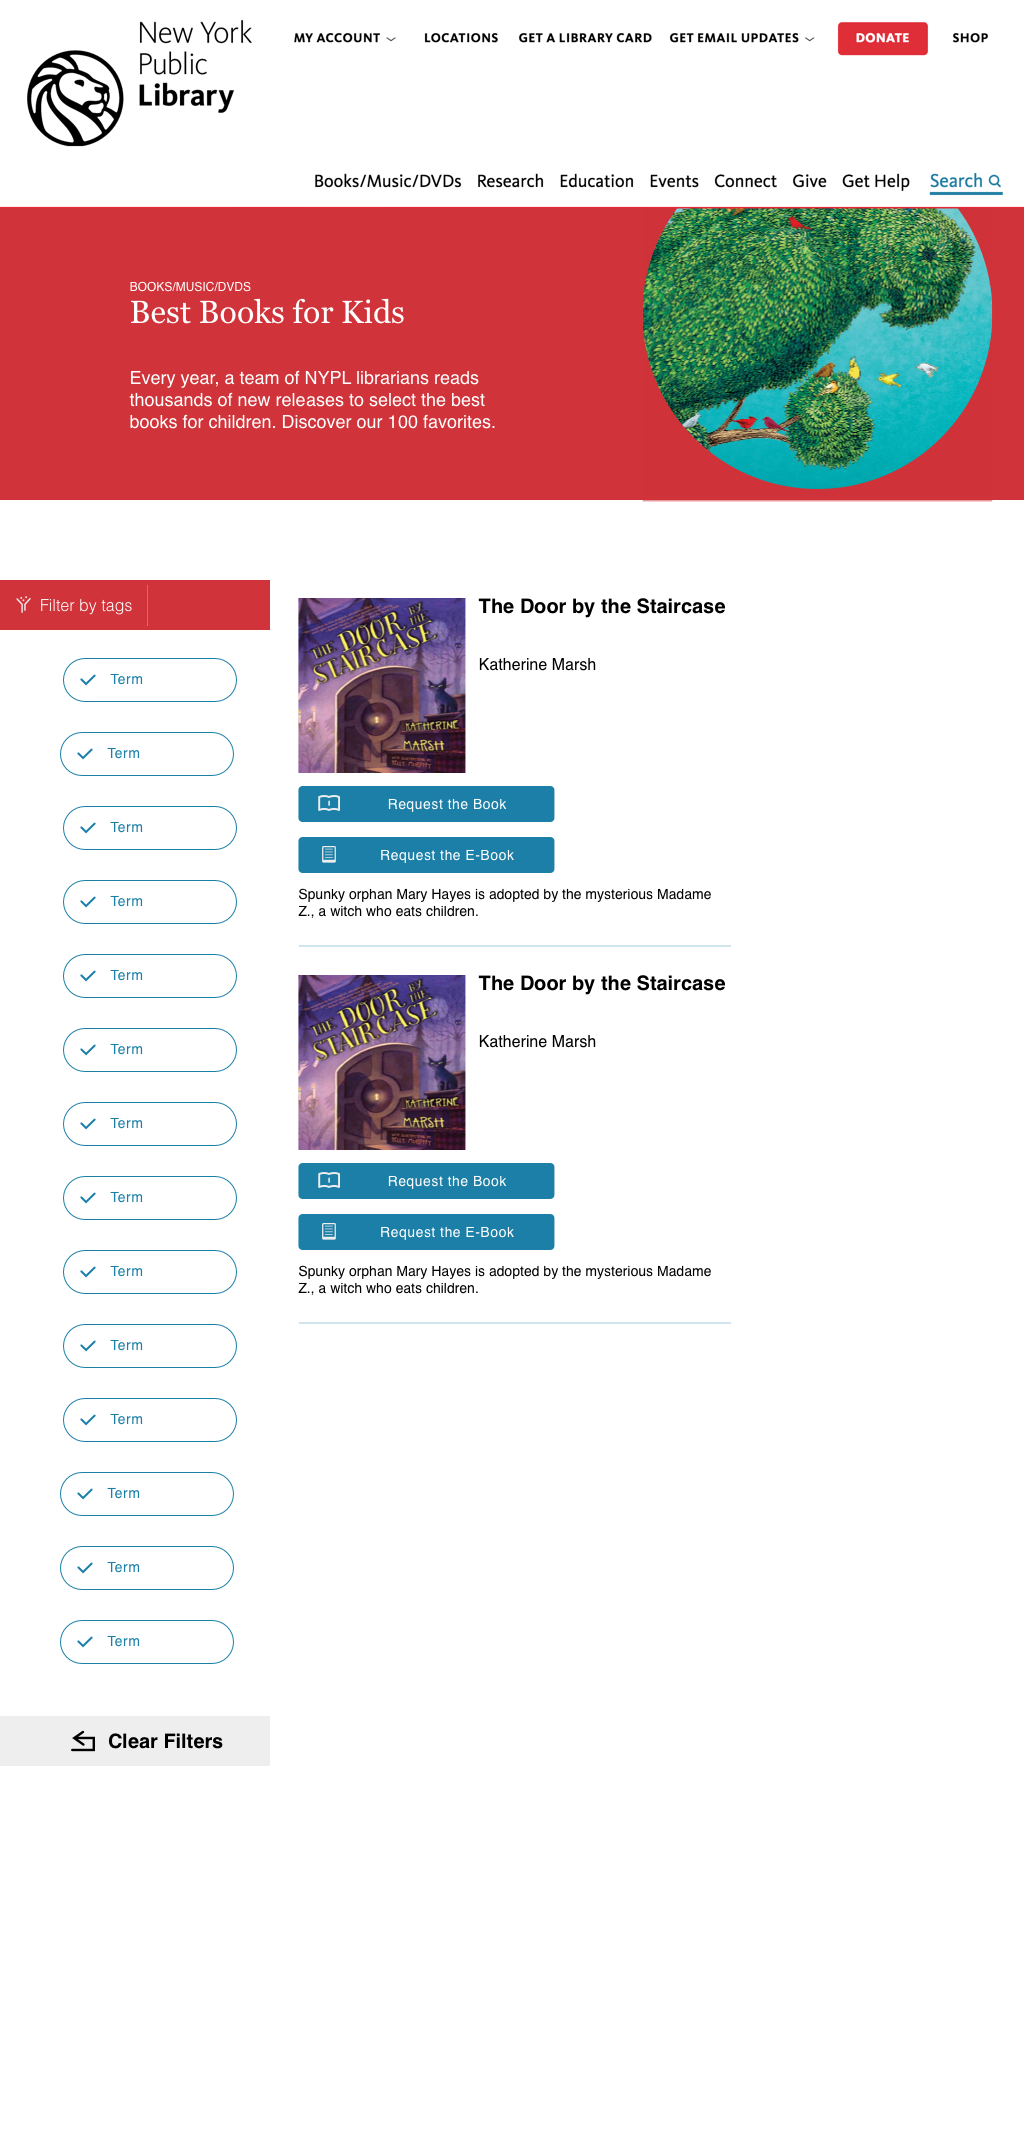 New York
Public
Library
MY ACCOUNT
LOCATIONS
GET A LIBRARY CARD
GET EMAIL UPDATES
DONATE
SHOP
Books/Music/DVDs
Research
Education
Events
Connect
Give
Get Help
Search
BOOKS/MUSIC/DVDS
Best Books for Kids
Every year, a team of NYPL librarians reads
thousands of new releases to select the best
books for children. Discover our 100 favorites.
Filter by tags
Term
Term
Term
Term
Term
Term
Term
Term
Term
Term
Term
Term
Term
Term
Clear Filters
THE DOOR BY THE
STAIRCASE
KATHERINE
MARSH
The Door by the Staircase
Katherine Marsh
Request the Book
Request the E-Book
Spunky orphan Mary Hayes is adopted by the mysterious Madame
Z., a witch who eats children.
THE DOOR BY THE
STAIRCASE
KATHERINE
MARSH
The Door by the Staircase
Katherine Marsh
Request the Book
Request the E-Book
Spunky orphan Mary Hayes is adopted by the mysterious Madame
Z., a witch who eats children.